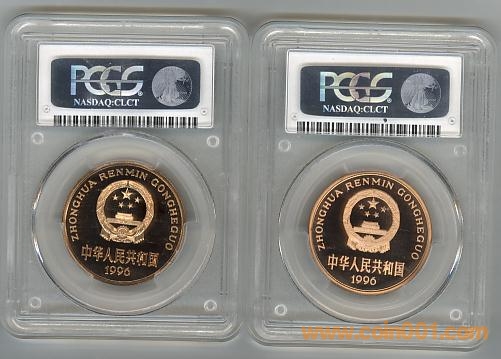 PCGS
NASDAQ:CLCT
PCGS
NASDAQ:CLCT
ZHONGHUA RENMIN GONGHEGUO
中华人民共和国
1996
ZHONGHUA RENMIN GONGHEGUO
中华人民共和国
1996
www.coin001.com